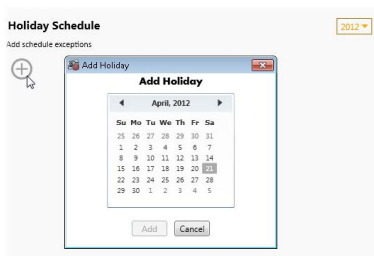 Holiday Schedule
2012
Add schedule exceptions
Add Holiday
Add Holiday
April, 2012
Su Mo Tu We Th Fr Sa
25 26 27 28 29 30 31
1 2 3 4 5 6 7
8 9 10 11 12 13 14
15 16 17 18 19 20 21
22 23 24 25 26 27 28
29 30 1 2 3 4 5
Add Cancel